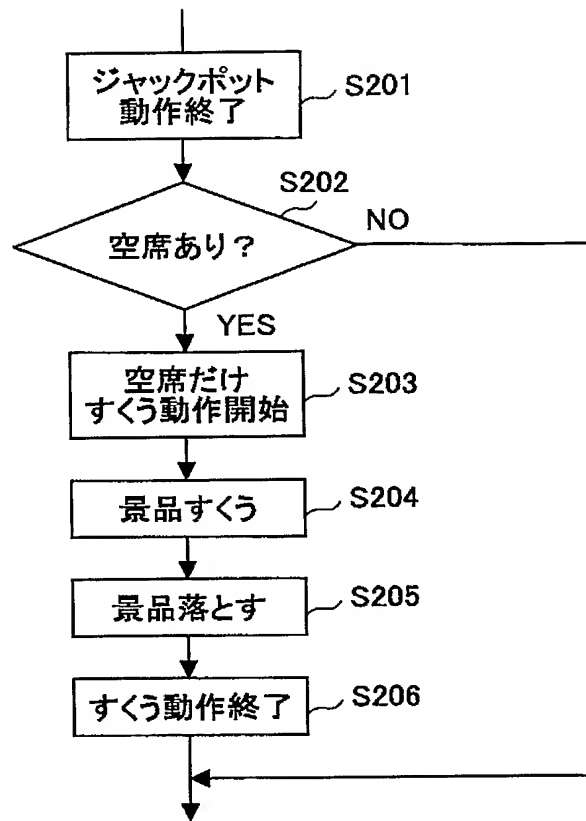 ジャックポット
動作終了
S201
S202
空席あり？
NO
YES
空席だけ
すくう動作開始
S203
景品すくう
S204
景品落とす
S205
すくう動作終了
S206